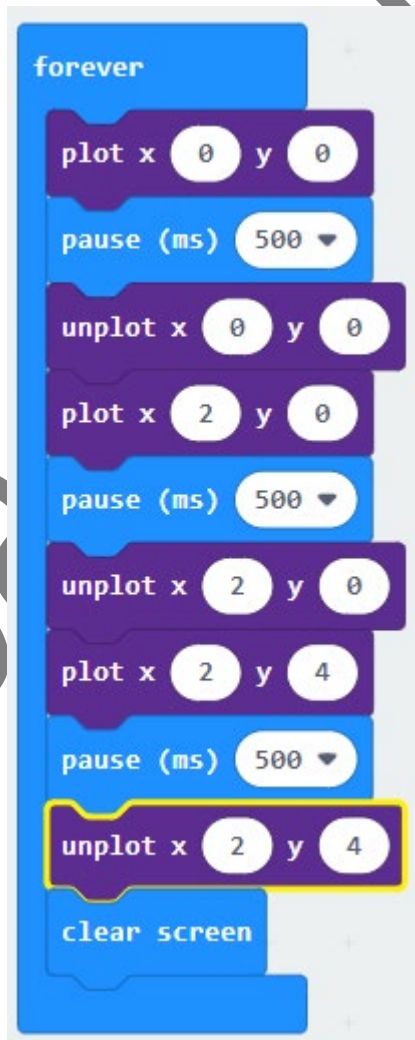 forever
plot x 0 y 0
pause (ms) 500
unplot x 0 y 0
plot x 2 y 0
pause (ms) 500
unplot x 2 y 0
plot x 2 y 4
pause (ms) 500
unplot x 2 y 4
clear screen